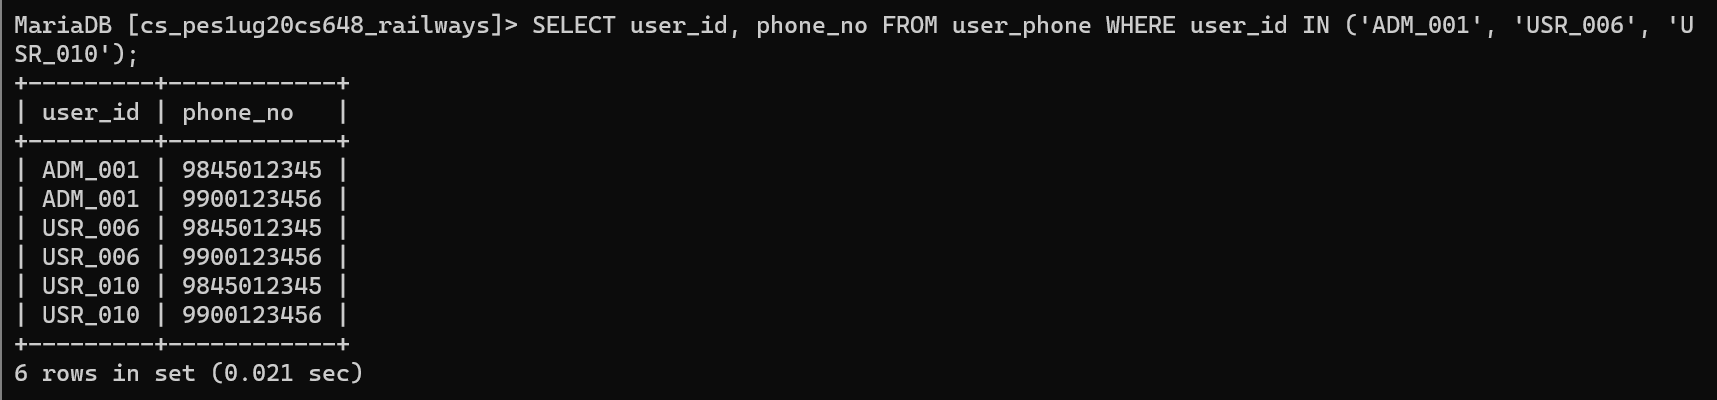 MariaDB [cs_pes1ug20cs648_railways]> SELECT user_id, phone_no FROM user_phone WHERE user_id IN ('ADM_001', 'USR_006', 'U
SR_010');
+---------+------------+
| user_id | phone_no   |
+---------+------------+
| ADM_001 | 9845012345 |
| ADM_001 | 9900123456 |
| USR_006 | 9845012345 |
| USR_006 | 9900123456 |
| USR_010 | 9845012345 |
| USR_010 | 9900123456 |
+---------+------------+
6 rows in set (0.021 sec)